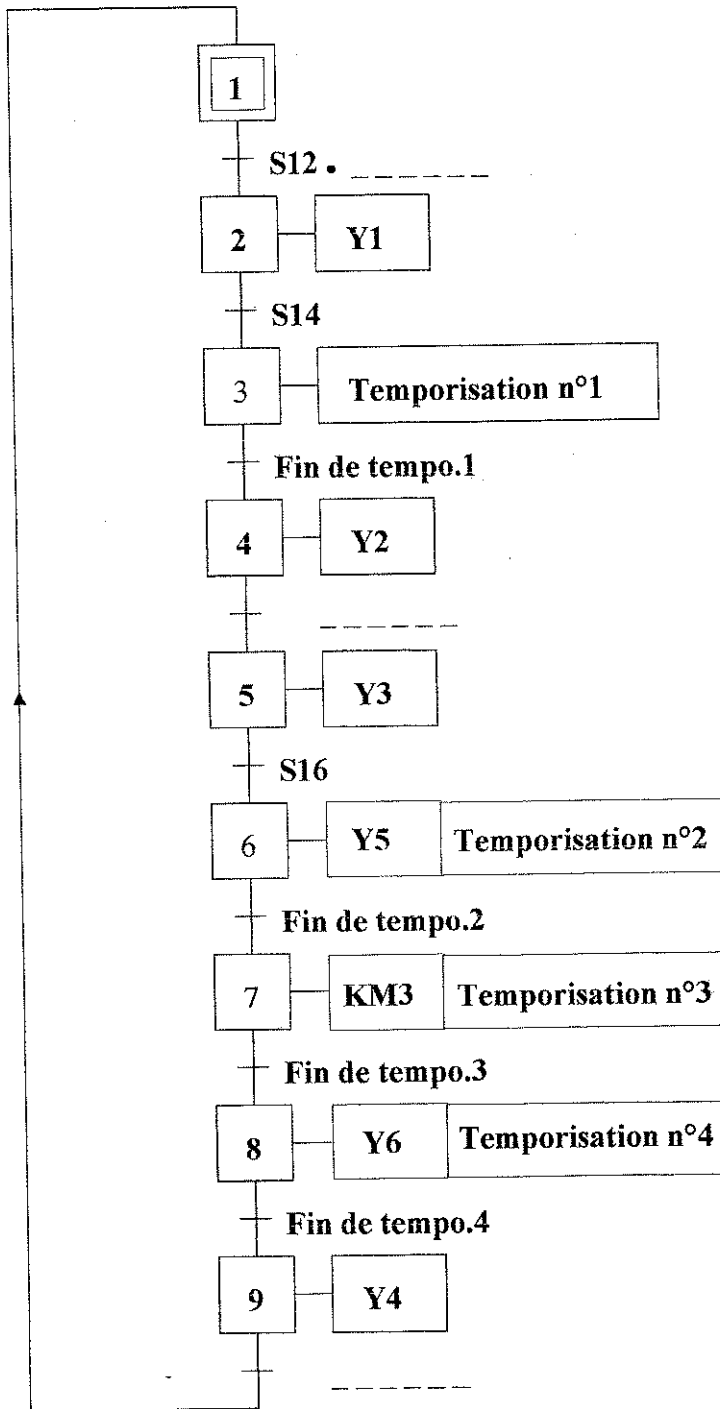 1
S12 . _ _ _ _ _ _ _
2 Y1
S14
3 Temporisation n°1
Fin de tempo.1
4 Y2
_ _ _ _ _ _ _
5 Y3
S16
6 Y5 Temporisation n°2
Fin de tempo.2
7 KM3 Temporisation n°3
Fin de tempo.3
8 Y6 Temporisation n°4
Fin de tempo.4
9 Y4
_ _ _ _ _ _ _